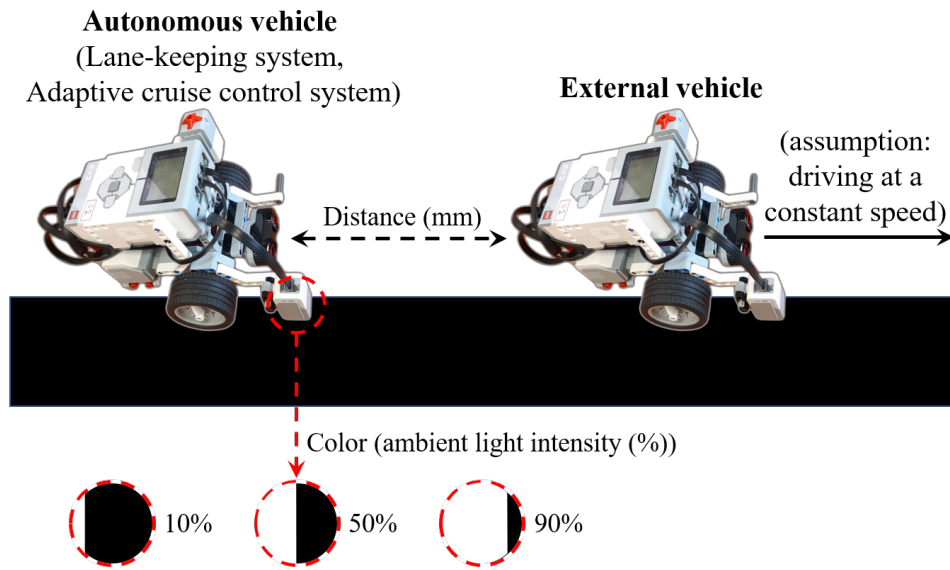 Autonomous vehicle
(Lane-keeping system,
Adaptive cruise control system)
External vehicle
(assumption:
driving at a
constant speed)
Distance (mm)
Color (ambient light intensity (%))
10%
50%
90%